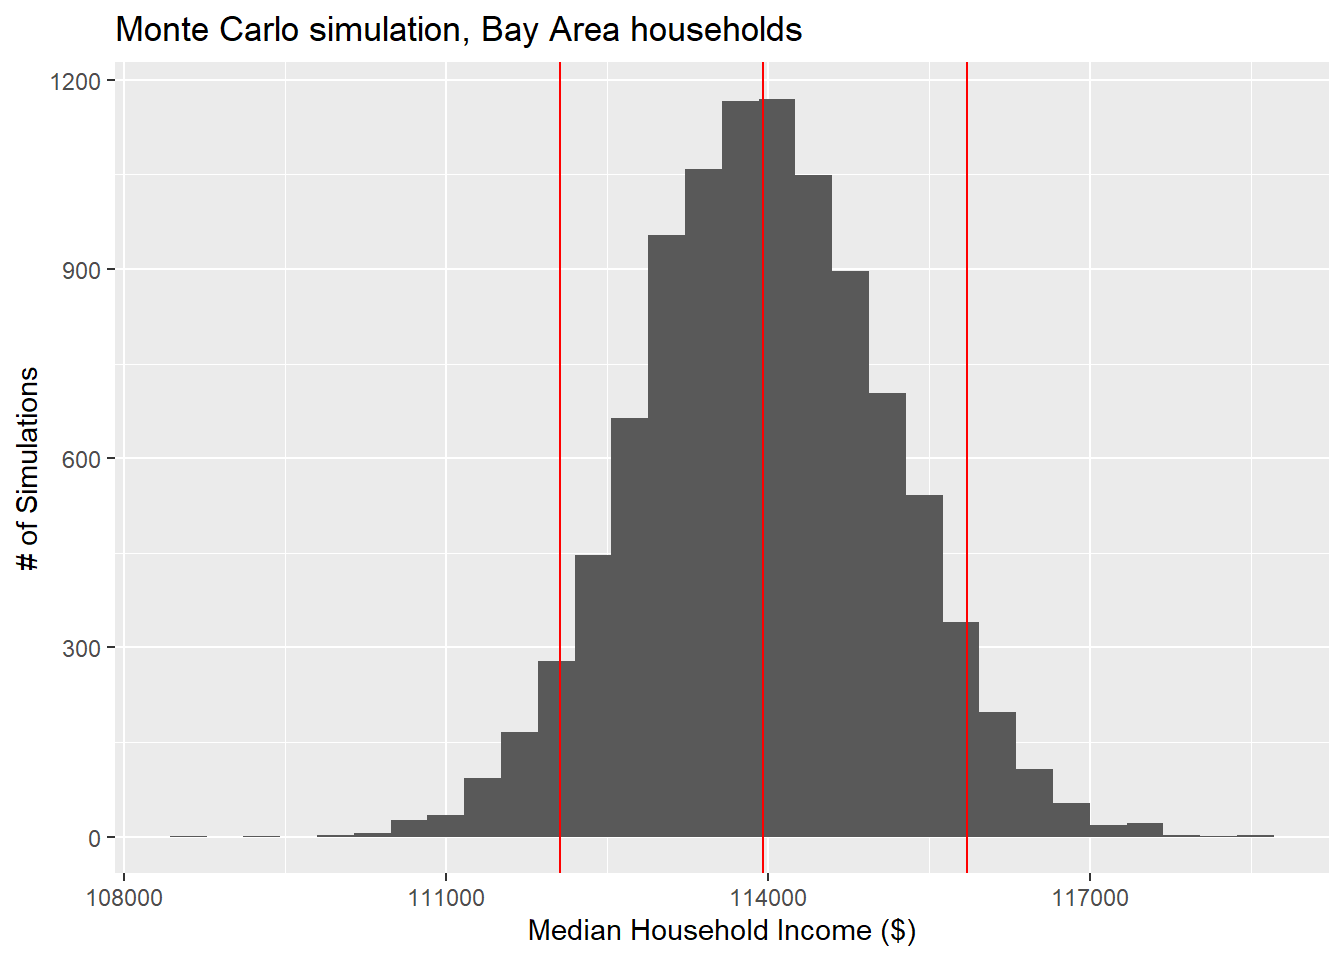 Monte Carlo simulation, Bay Area households
1200
900
600
300
0
# of Simulations
108000 111000 114000 117000
Median Household Income ($)